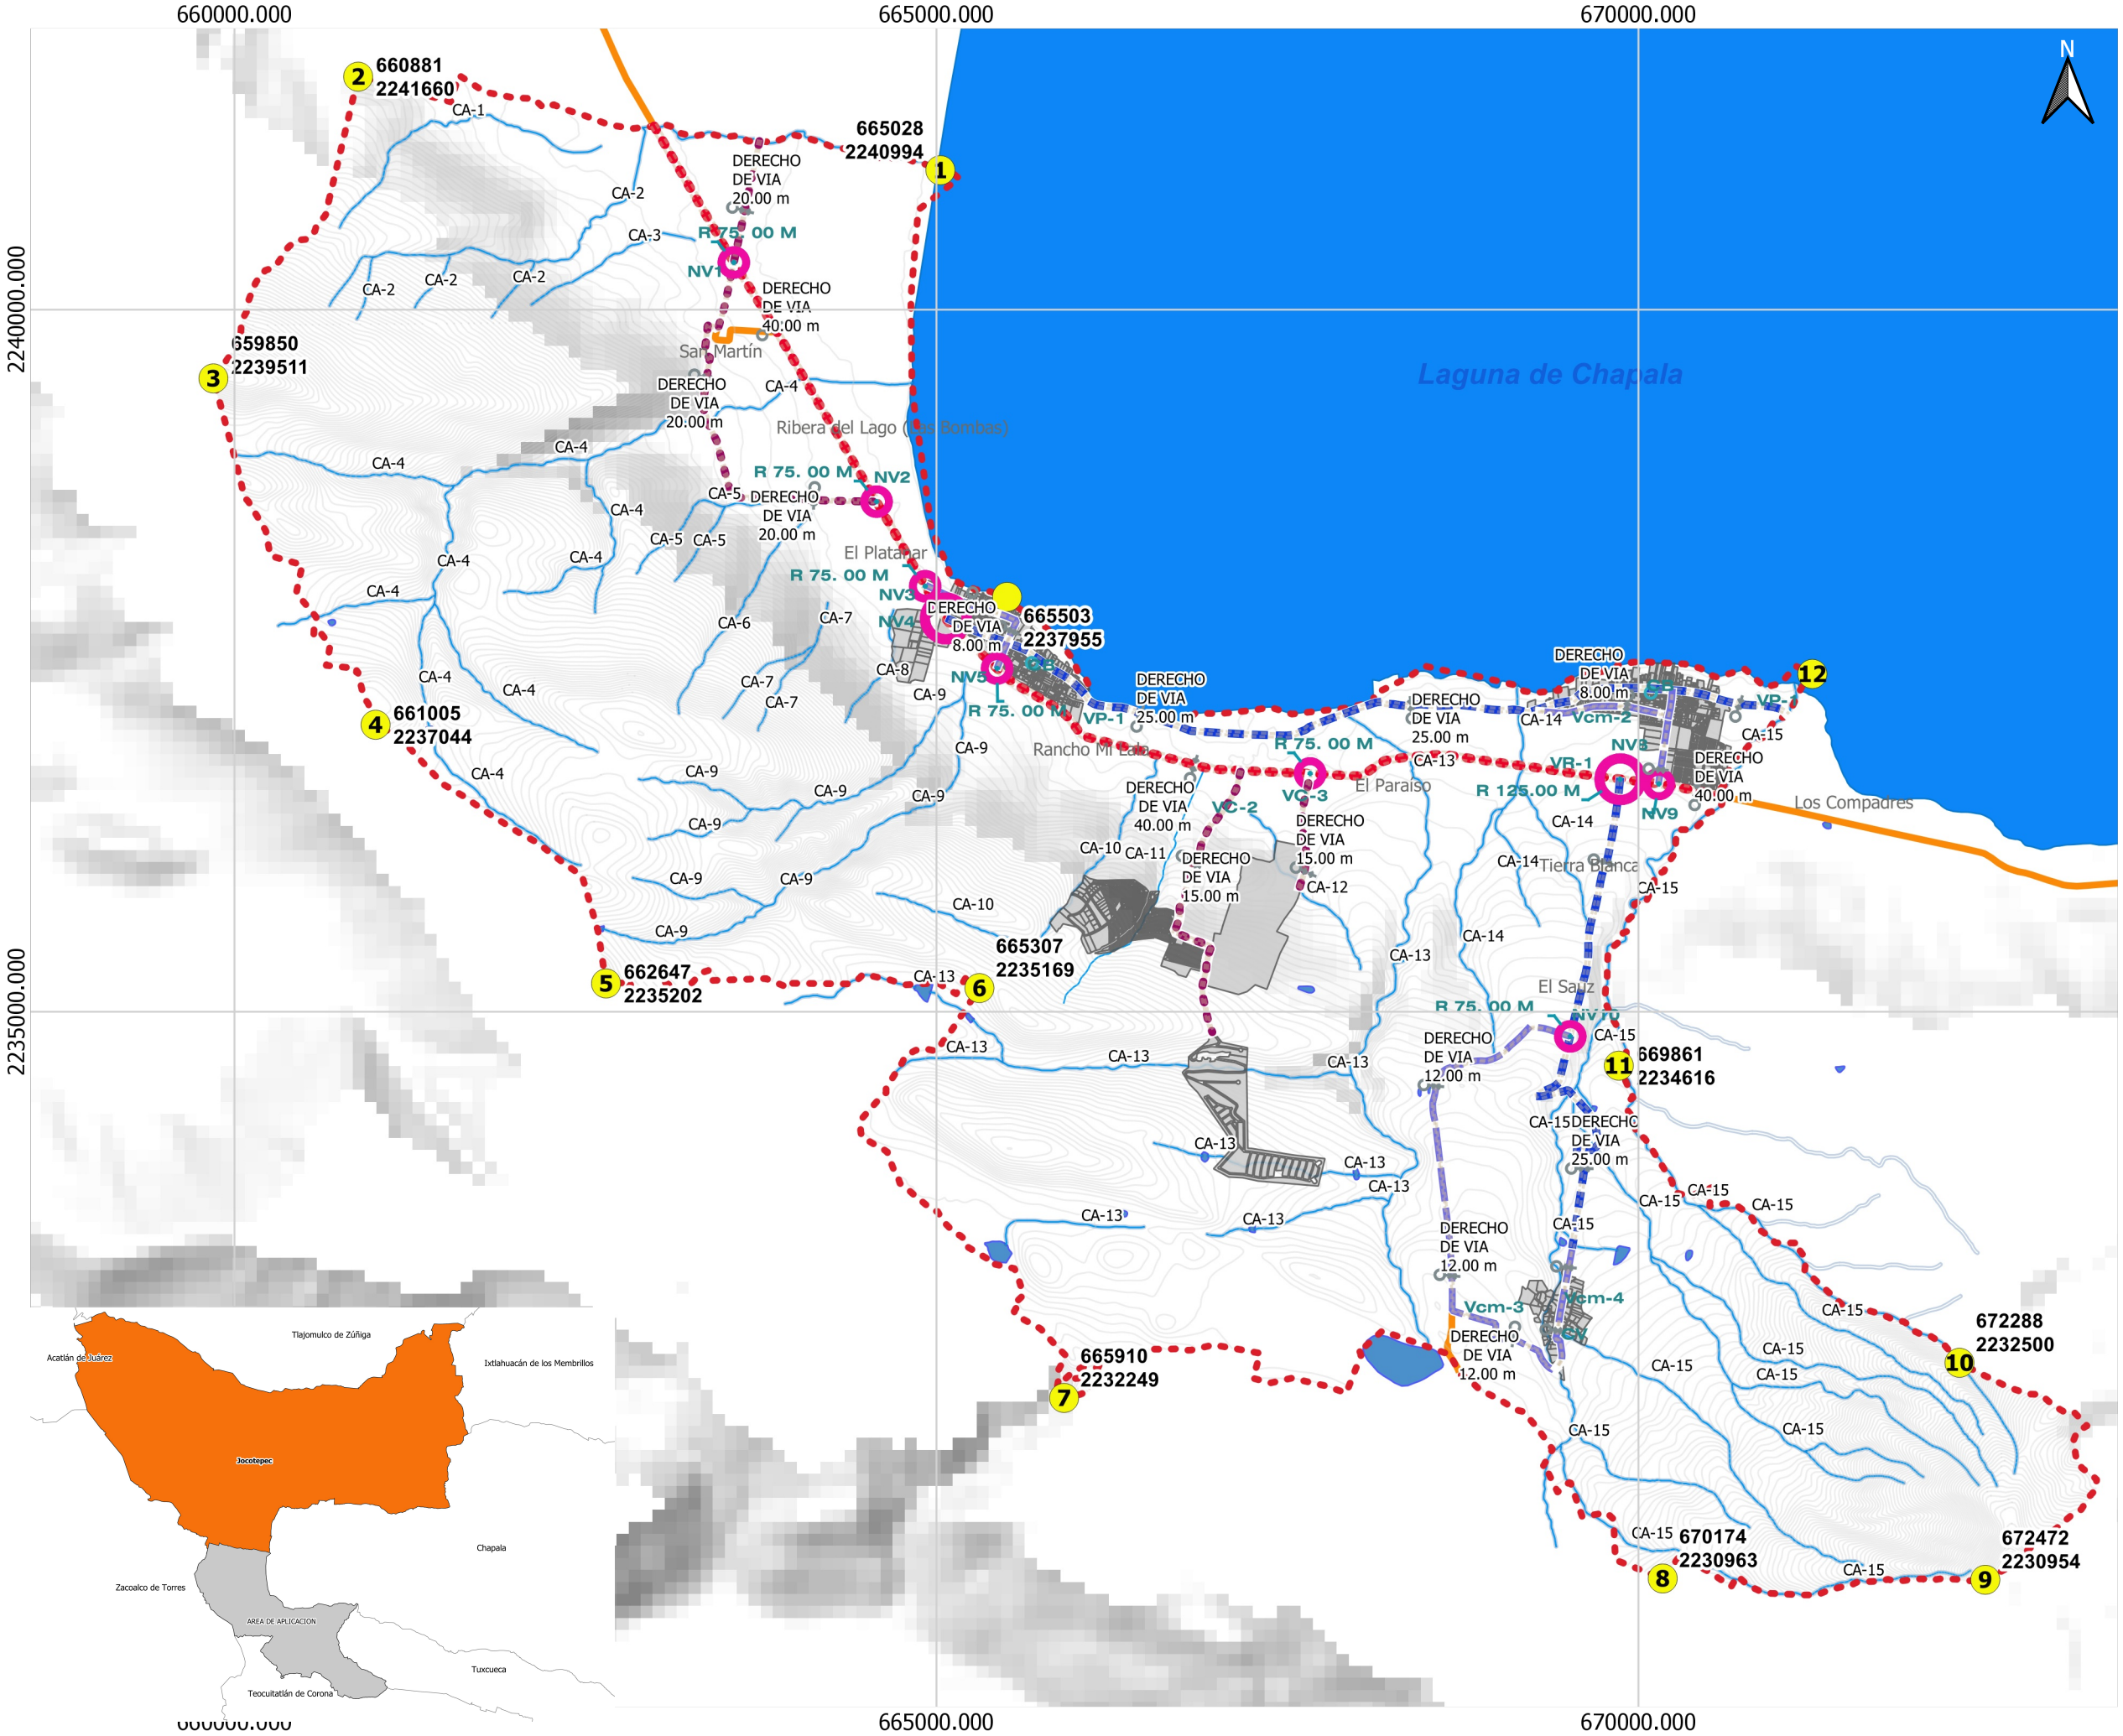 660000.000
665000.000
670000.000
N
2
660881
2241660
CA-1
665028
2240994
1
DERECHO
DE VIA
20.00 m
CA-2
CA-3
R 75. 00 M
NV1
CA-2
CA-2
CA-2
2240000.000
DERECHO
DE VIA
40.00 m
San Martín
659850
2239511
3
Laguna de Chapala
DERECHO
DE VIA
20.00 m
CA-4
Ribera del Lago (Las Bombas)
CA-4
CA-4
R 75. 00 M
NV2
CA-5
DERECHO
DE VIA
20.00 m
CA-4
CA-5
CA-5
El Platanar
CA-4
CA-4
R 75. 00 M
NV3
CA-4
CA-6
CA-7
NV4
DERECHO
DE VIA
8.00 m
665503
2237955
CA-8
NV5
CA-9
CA-4
CA-4
CA-7
CA-7
R 75. 00 M
VP-1
DERECHO
DE VIA
25.00 m
DERECHO
DE VIA
25.00 m
DERECHO
DE VIA
8.00 m
12
VP-1
Vcm-2
CA-14
CA-15
4
661005
2237044
CA-9
Rancho Mi Lala
R 75. 00 M
CA-13
VR-1
NV8
DERECHO
DE VIA
40.00 m
R 125.00 M
NV9
Los Compadres
CA-4
CA-9
CA-9
CA-9
DERECHO
DE VIA
40.00 m
VC-2
VC-3
El Paraiso
CA-9
DERECHO
DE VIA
15.00 m
CA-14
CA-10
CA-11
DERECHO
DE VIA
15.00 m
CA-12
CA-14
Tierra Blanca
CA-15
CA-9
CA-9
CA-10
CA-9
665307
2235169
CA-14
CA-13
2235000.000
5
662647
2235202
CA-13
6
El Sauz
R 75. 00 M
NV10
CA-15
CA-13
CA-13
CA-13
DERECHO
DE VIA
12.00 m
11
669861
2234616
CA-15
DERECHO
DE VIA
25.00 m
CA-13
CA-13
CA-13
CA-15
CA-15
CA-15
CA-13
CA-13
DERECHO
DE VIA
12.00 m
CA-15
Vcm-3
Vcm-4
CA-15
672288
2232500
10
DERECHO
DE VIA
12.00 m
CA-15
CA-15
CA-15
665910
2232249
7
CA-15
CA-15
CA-15
670174
2230963
8
672472
2230954
9
CA-15
Tlajomulco de Zúñiga
Acatlán de Juárez
Ixtlahuacán de los Membrillos
Jocotepec
Chapala
Zacoalco de Torres
AREA DE APLICACION
Tuxcueca
Teocuitatlán de Corona
660000.000
665000.000
670000.000